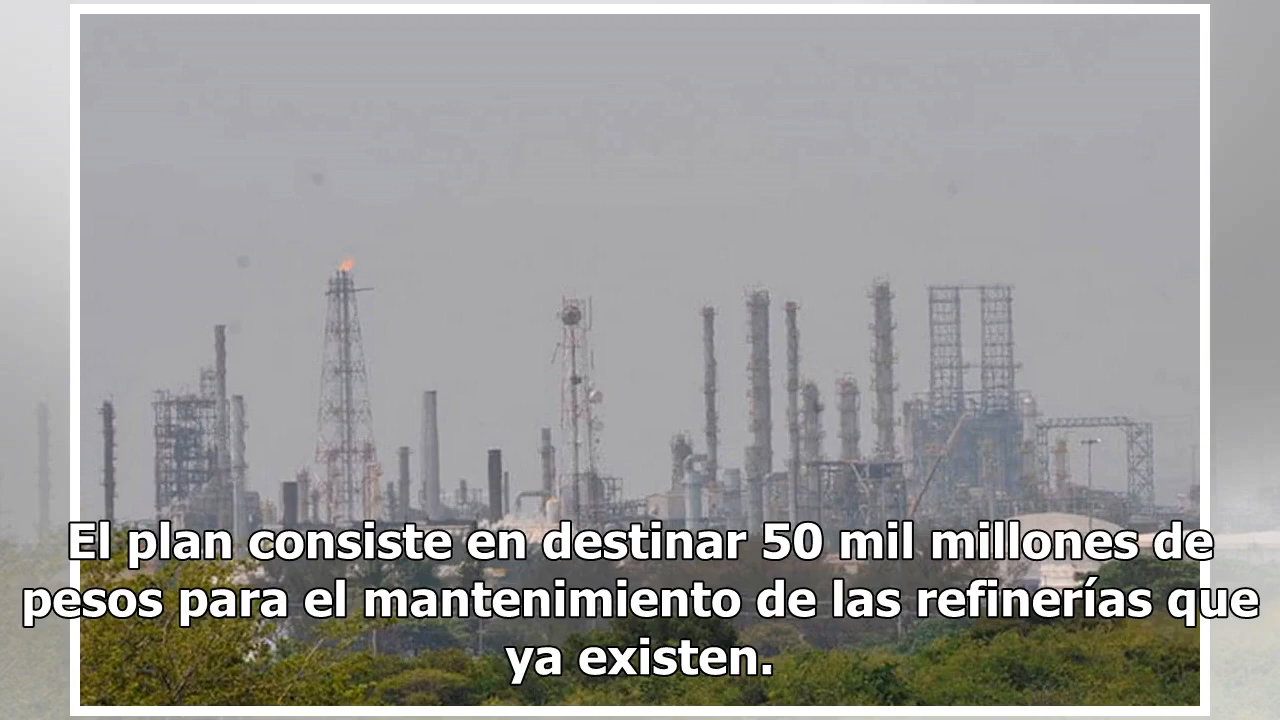 El plan consiste en destinar 50 mil millones de
pesos para el mantenimiento de las refinerías que
ya existen.